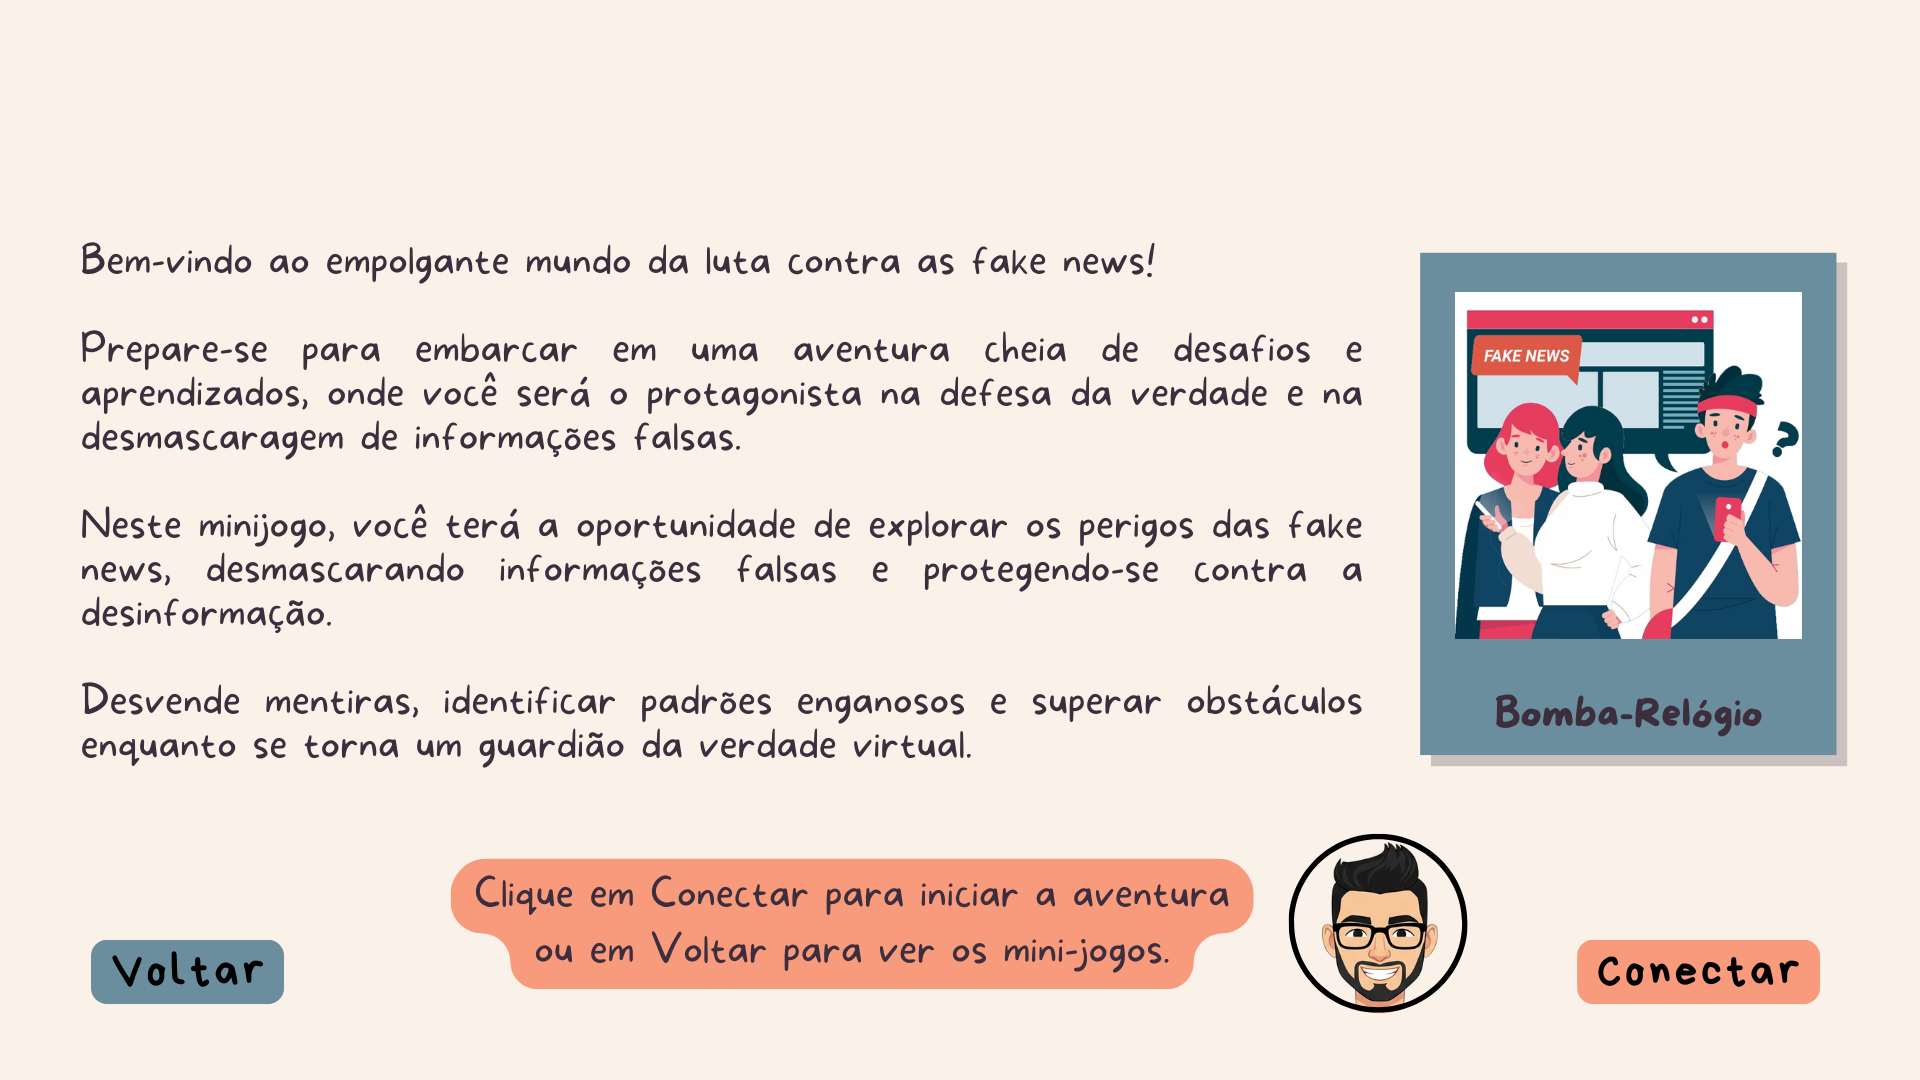 Bem-vindo ao empolgante mundo da luta contra as fake news!
Prepare-se para embarcar em uma aventura cheia de desafios e
aprendizados, onde você será o protagonista na defesa da verdade e na
desmascaragem de informações falsas.
Neste minijogo, você terá a oportunidade de explorar os perigos das fake
news, desmascarando informações falsas e protegendo-se contra a
desinformação.
Desvende mentiras, identificar padrões enganosos e superar obstáculos
enquanto se torna um guardião da verdade virtual.
FAKE NEWS
?
Bomba-Relógio
Clique em Conectar para iniciar a aventura
ou em Voltar para ver os mini-jogos.
Voltar
Conectar